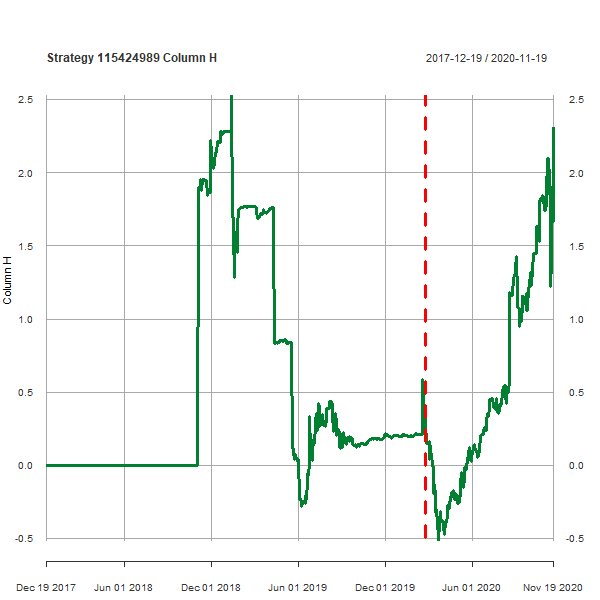 Strategy 115424989 Column H
2017-12-19 / 2020-11-19
2.5
2.5
2.0
2.0
1.5
1.5
1.0
1.0
0.5
0.5
0.0
0.0
-0.5
-0.5
Column H
Dec 19 2017
Jun 01 2018
Dec 01 2018
Jun 01 2019
Dec 01 2019
Jun 01 2020
Nov 19 2020